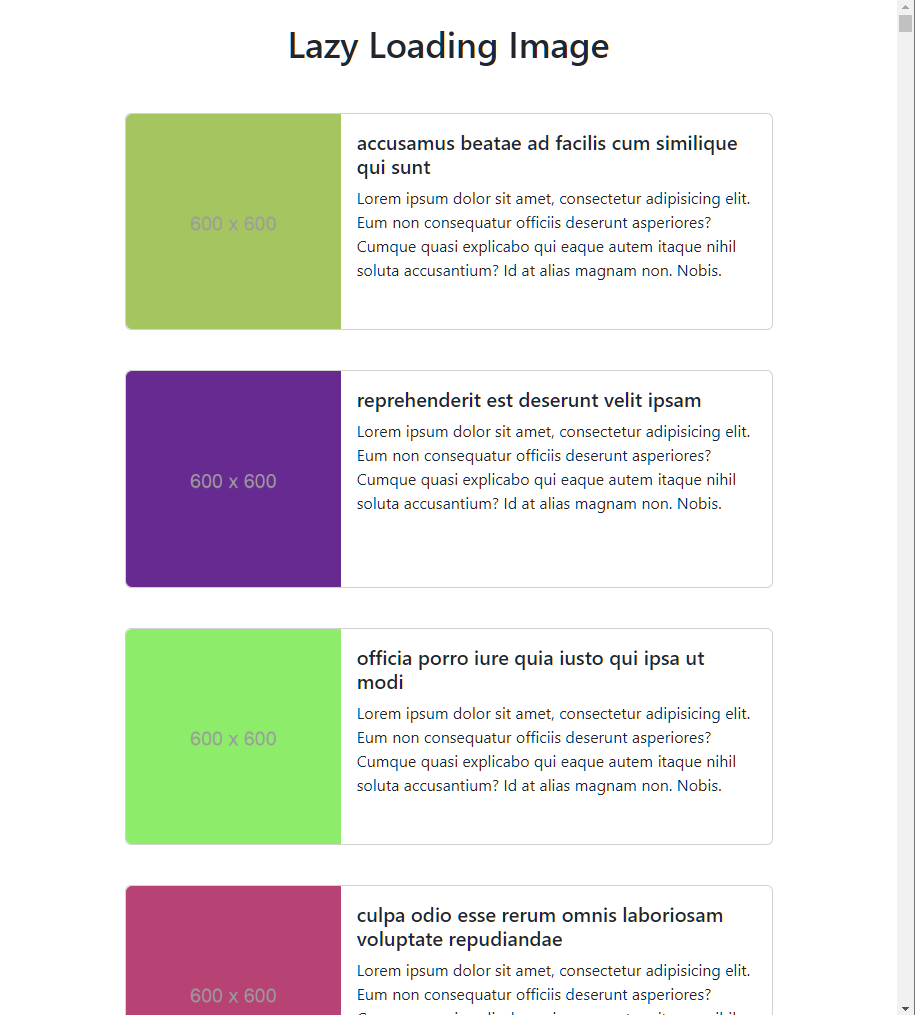 Lazy Loading Image
600 x 600
accusamus beatae ad facilis cum similique
qui sunt
Lorem ipsum dolor sit amet, consectetur adipisicing elit.
Eum non consequatur officiis deserunt asperiores?
Cumque quasi explicabo qui eaque autem itaque nihil
soluta accusantium? Id at alias magnam non. Nobis.
600 x 600
reprehenderit est deserunt velit ipsam
Lorem ipsum dolor sit amet, consectetur adipisicing elit.
Eum non consequatur officiis deserunt asperiores?
Cumque quasi explicabo qui eaque autem itaque nihil
soluta accusantium? Id at alias magnam non. Nobis.
600 x 600
officia porro iure quia iusto qui ipsa ut
modi
Lorem ipsum dolor sit amet, consectetur adipisicing elit.
Eum non consequatur officiis deserunt asperiores?
Cumque quasi explicabo qui eaque autem itaque nihil
soluta accusantium? Id at alias magnam non. Nobis.
600 x 600
culpa odio esse rerum omnis laboriosam
voluptate repudiandae
Lorem ipsum dolor sit amet, consectetur adipisicing elit.
Eum non consequatur officiis deserunt asperiores?